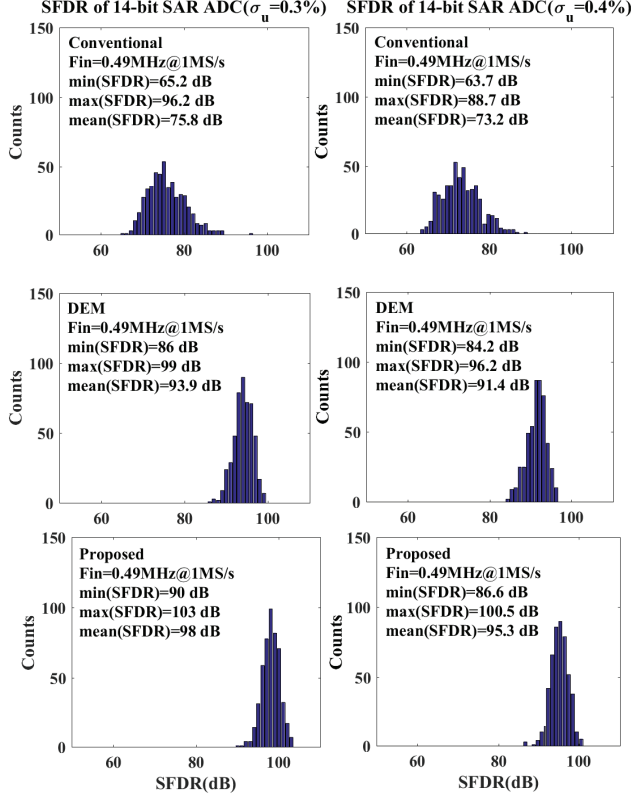 SFDR of 14-bit SAR ADC(σu=0.3%)
SFDR of 14-bit SAR ADC(σu=0.4%)
150
100
50
0
Counts
Conventional
Fin=0.49MHz@1MS/s
min(SFDR)=65.2 dB
max(SFDR)=96.2 dB
mean(SFDR)=75.8 dB
60
80
100
150
100
50
0
Counts
Conventional
Fin=0.49MHz@1MS/s
min(SFDR)=63.7 dB
max(SFDR)=88.7 dB
mean(SFDR)=73.2 dB
60
80
100
150
100
50
0
Counts
DEM
Fin=0.49MHz@1MS/s
min(SFDR)=86 dB
max(SFDR)=99 dB
mean(SFDR)=93.9 dB
60
80
100
150
100
50
0
Counts
DEM
Fin=0.49MHz@1MS/s
min(SFDR)=84.2 dB
max(SFDR)=96.2 dB
mean(SFDR)=91.4 dB
60
80
100
150
100
50
0
Counts
Proposed
Fin=0.49MHz@1MS/s
min(SFDR)=90 dB
max(SFDR)=103 dB
mean(SFDR)=98 dB
60
80
100
SFDR(dB)
150
100
50
0
Counts
Proposed
Fin=0.49MHz@1MS/s
min(SFDR)=86.6 dB
max(SFDR)=100.5 dB
mean(SFDR)=95.3 dB
60
80
100
SFDR(dB)